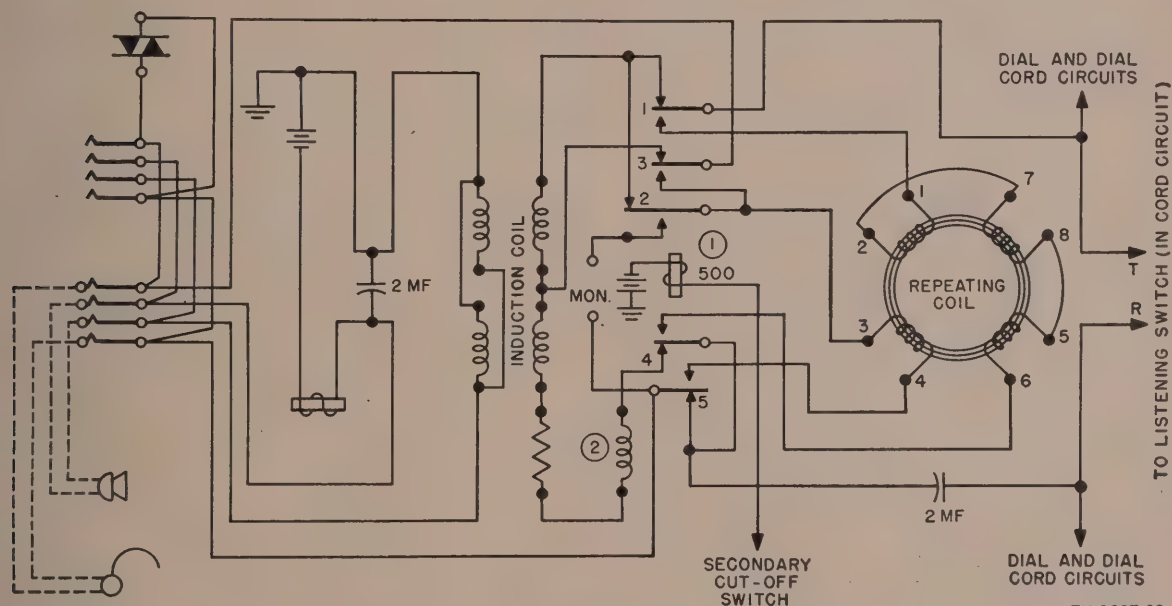 DIAL AND DIAL
CORD CIRCUITS
1
3
2
1
500
MON.
2 MF
INDUCTION COIL
4
5
2
REPEATING
COIL
1
7
2
8
3
5
4
6
T
R
TO LISTENING SWITCH (IN CORD CIRCUIT)
2 MF
SECONDARY
CUT-OFF
SWITCH
DIAL AND DIAL
CORD CIRCUITS